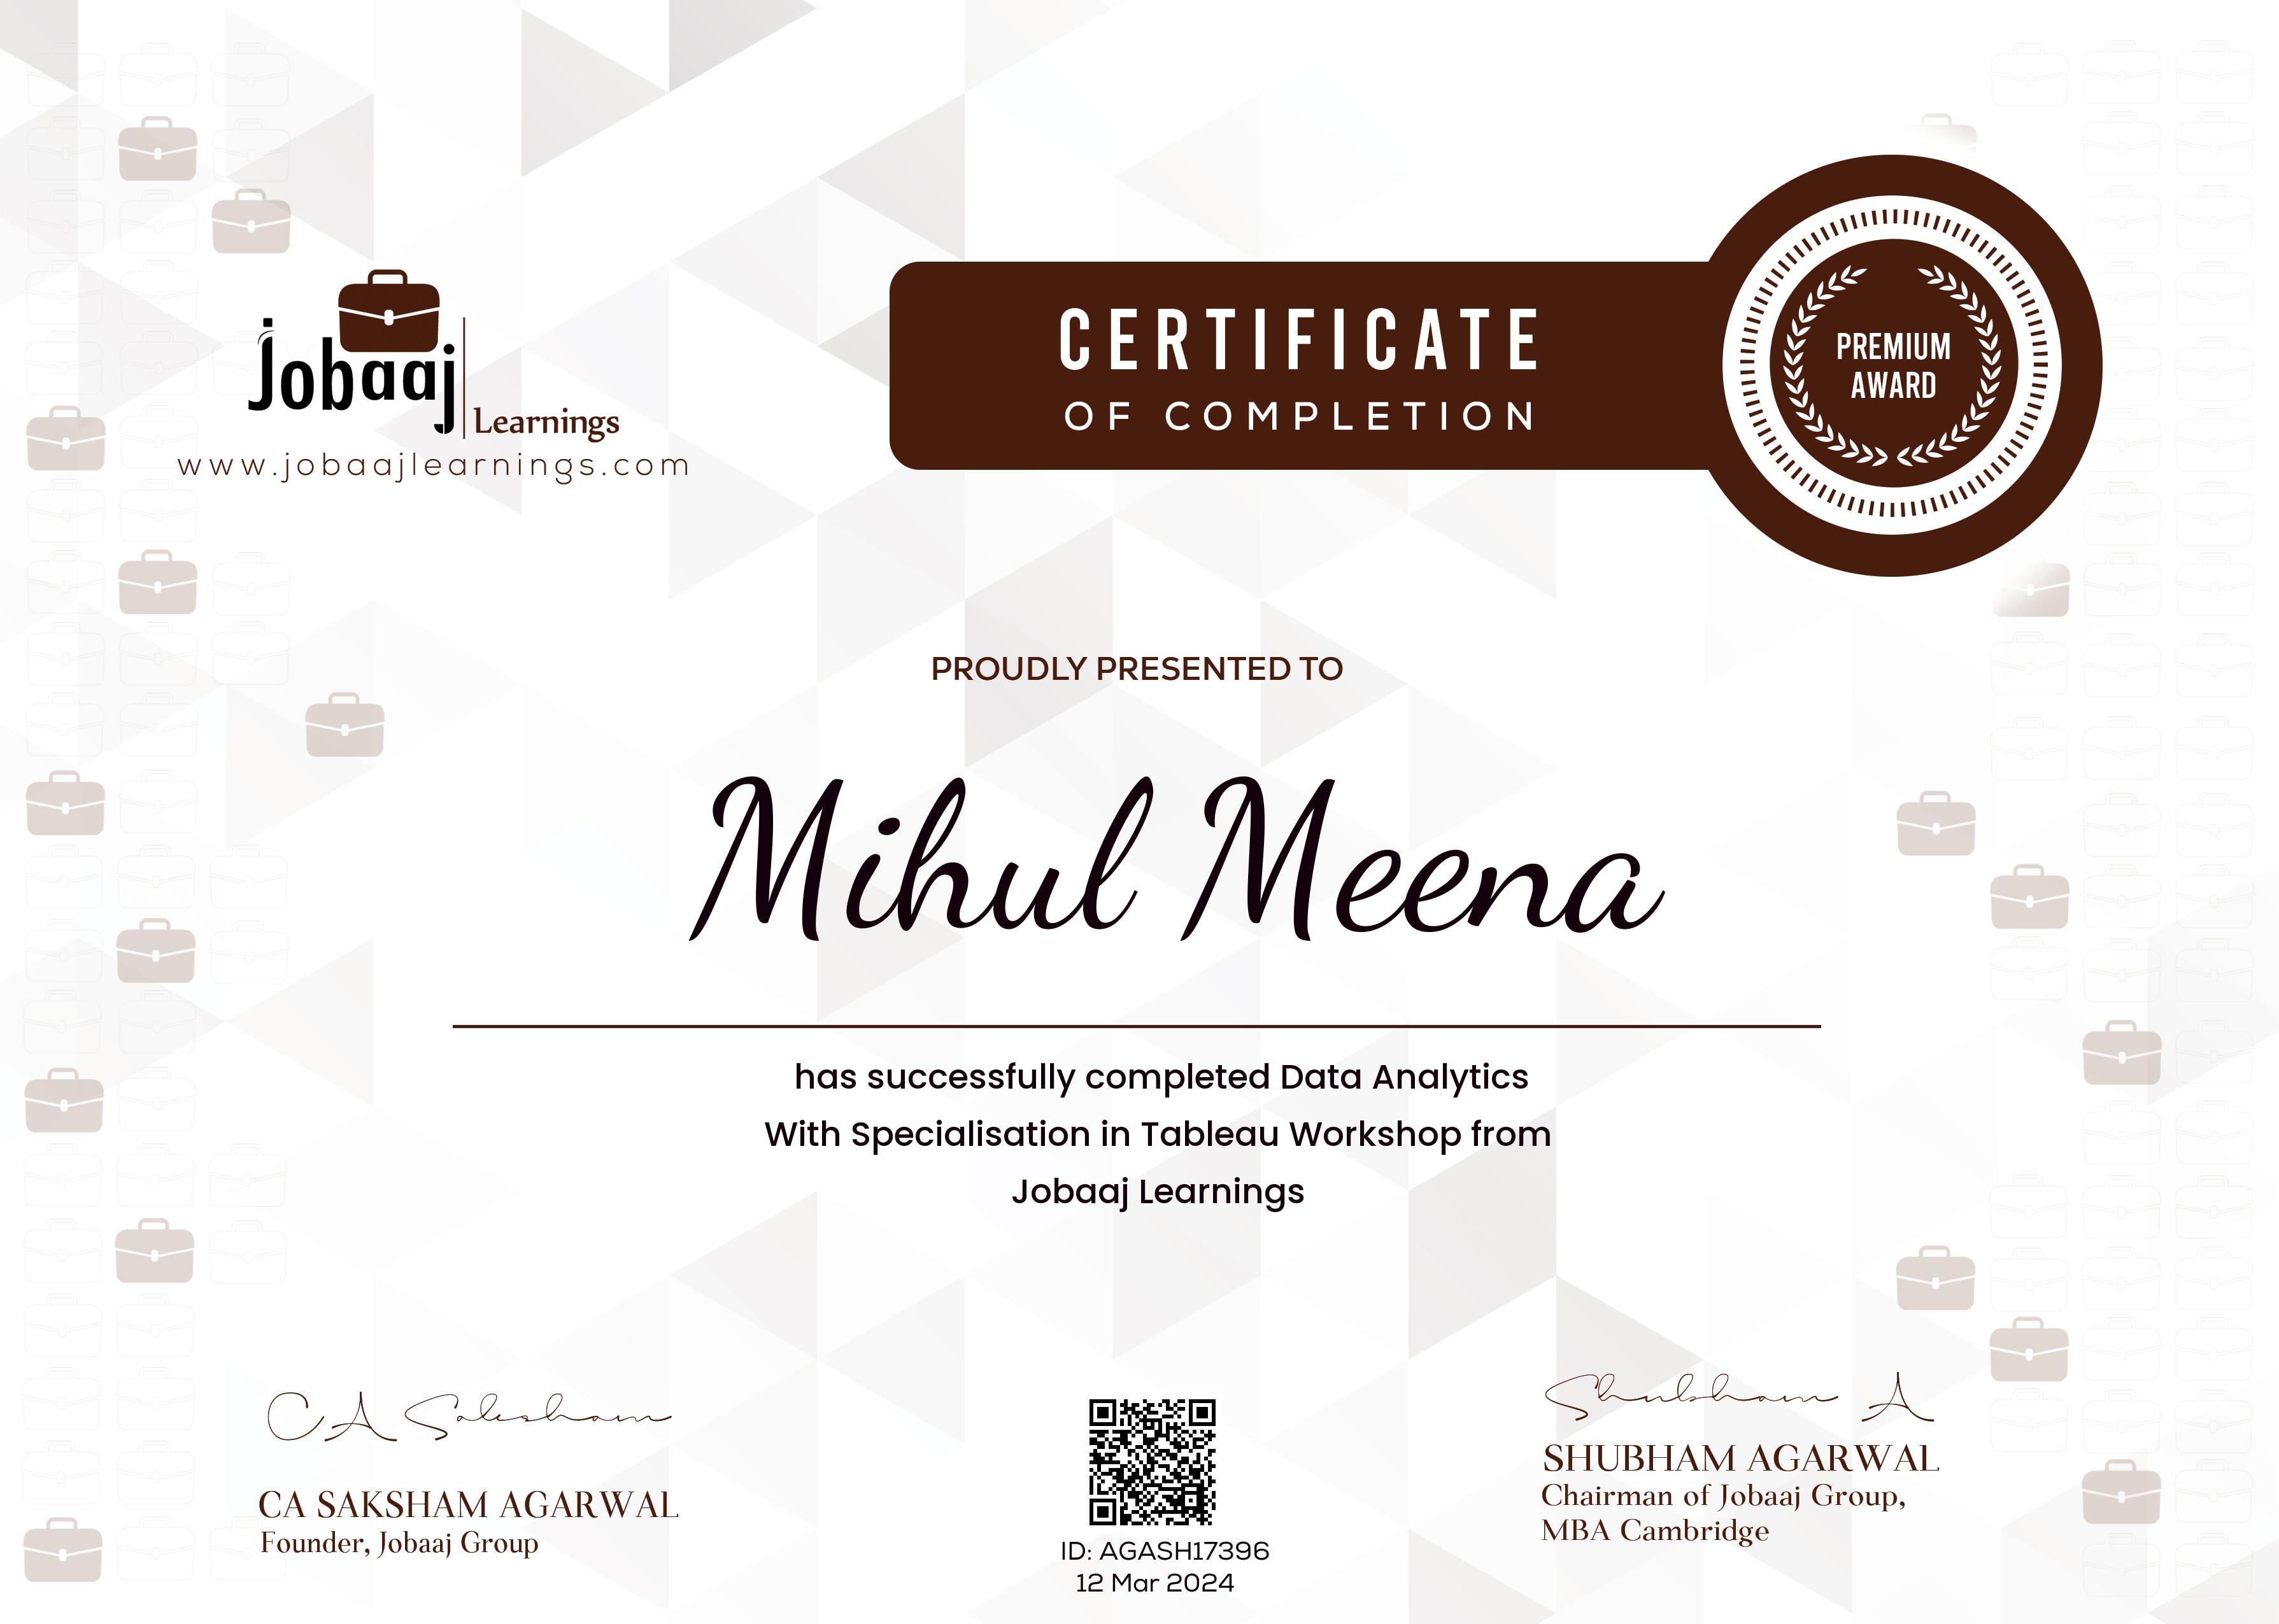 Jobaaj
Learnings
www.jobaajlearnings.com
CERTIFICATE
OF COMPLETION
PREMIUM
AWARD
PROUDLY PRESENTED TO
Mihul Meena
has successfully completed Data Analytics
With Specialisation in Tableau Workshop from
Jobaaj Learnings
CA Saksham
CA SAKSHAM AGARWAL
Founder, Jobaaj Group
ID: AGASH17396
12 Mar 2024
Shubham A
SHUBHAM AGARWAL
Chairman of Jobaaj Group,
MBA Cambridge